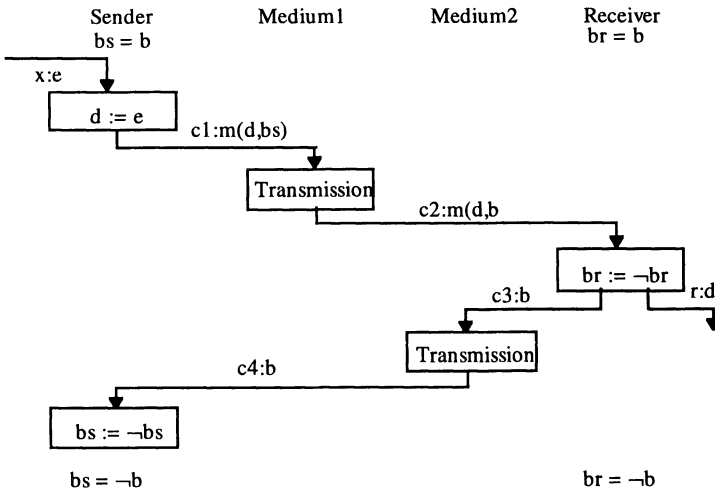 Sender Medium1 Medium2 Receiver
bs = b br = b
x:e
d := e
c1:m(d,bs)
Transmission
c2:m(d,b
br := ¬br
c3:b r:d
Transmission
c4:b
bs := ¬bs
bs = ¬b br = ¬b